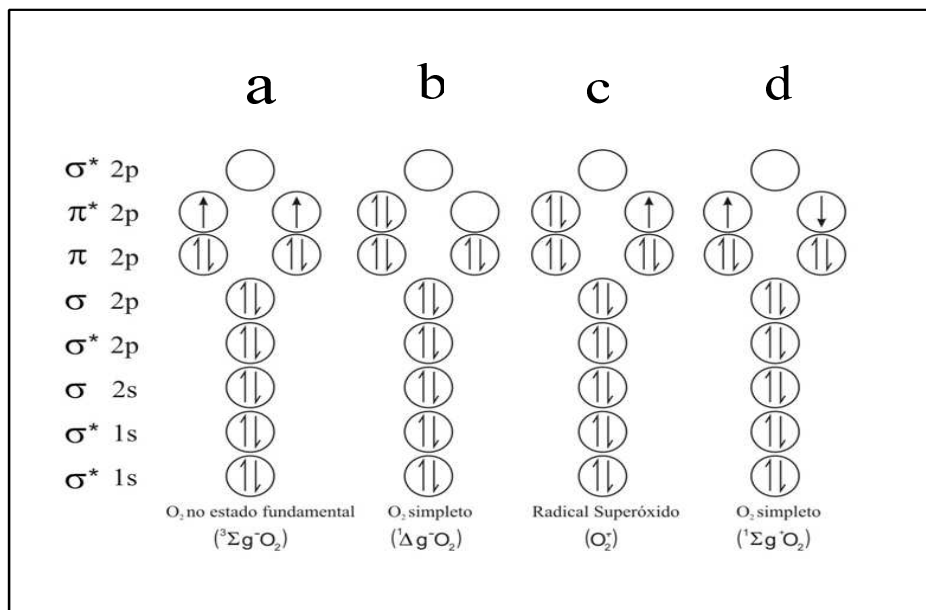 a b c d
σ* 2p
π* 2p
π 2p
σ 2p
σ* 2p
σ 2s
σ* 1s
σ* 1s
O₂ no estado fundamental O₂ simpleto Radical Superóxido O₂ simpleto
(³Σg⁻O₂) (¹Δg⁻O₂) (O₂⁻) (¹Σg⁺O₂)